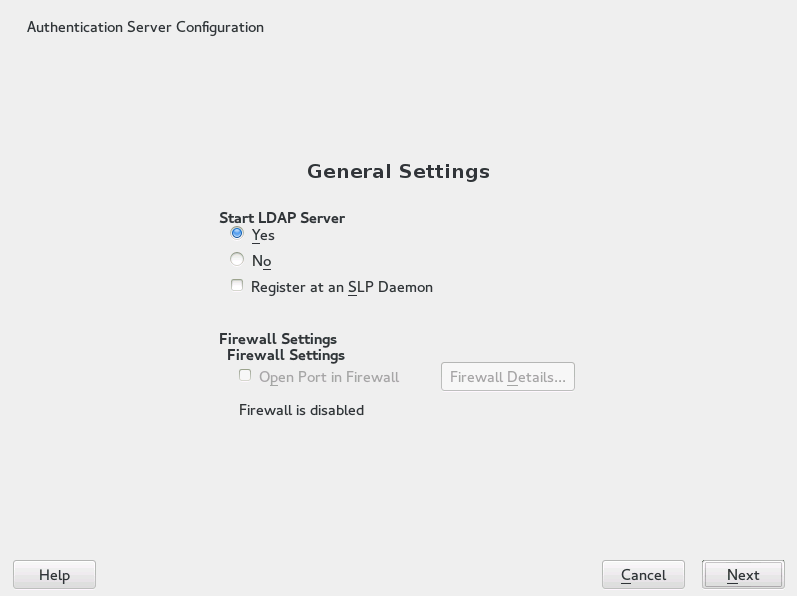 Authentication Server Configuration
General Settings
Start LDAP Server
Yes
No
Register at an SLP Daemon
Firewall Settings
Firewall Settings
Open Port in Firewall Firewall Details...
Firewall is disabled
Help Cancel Next